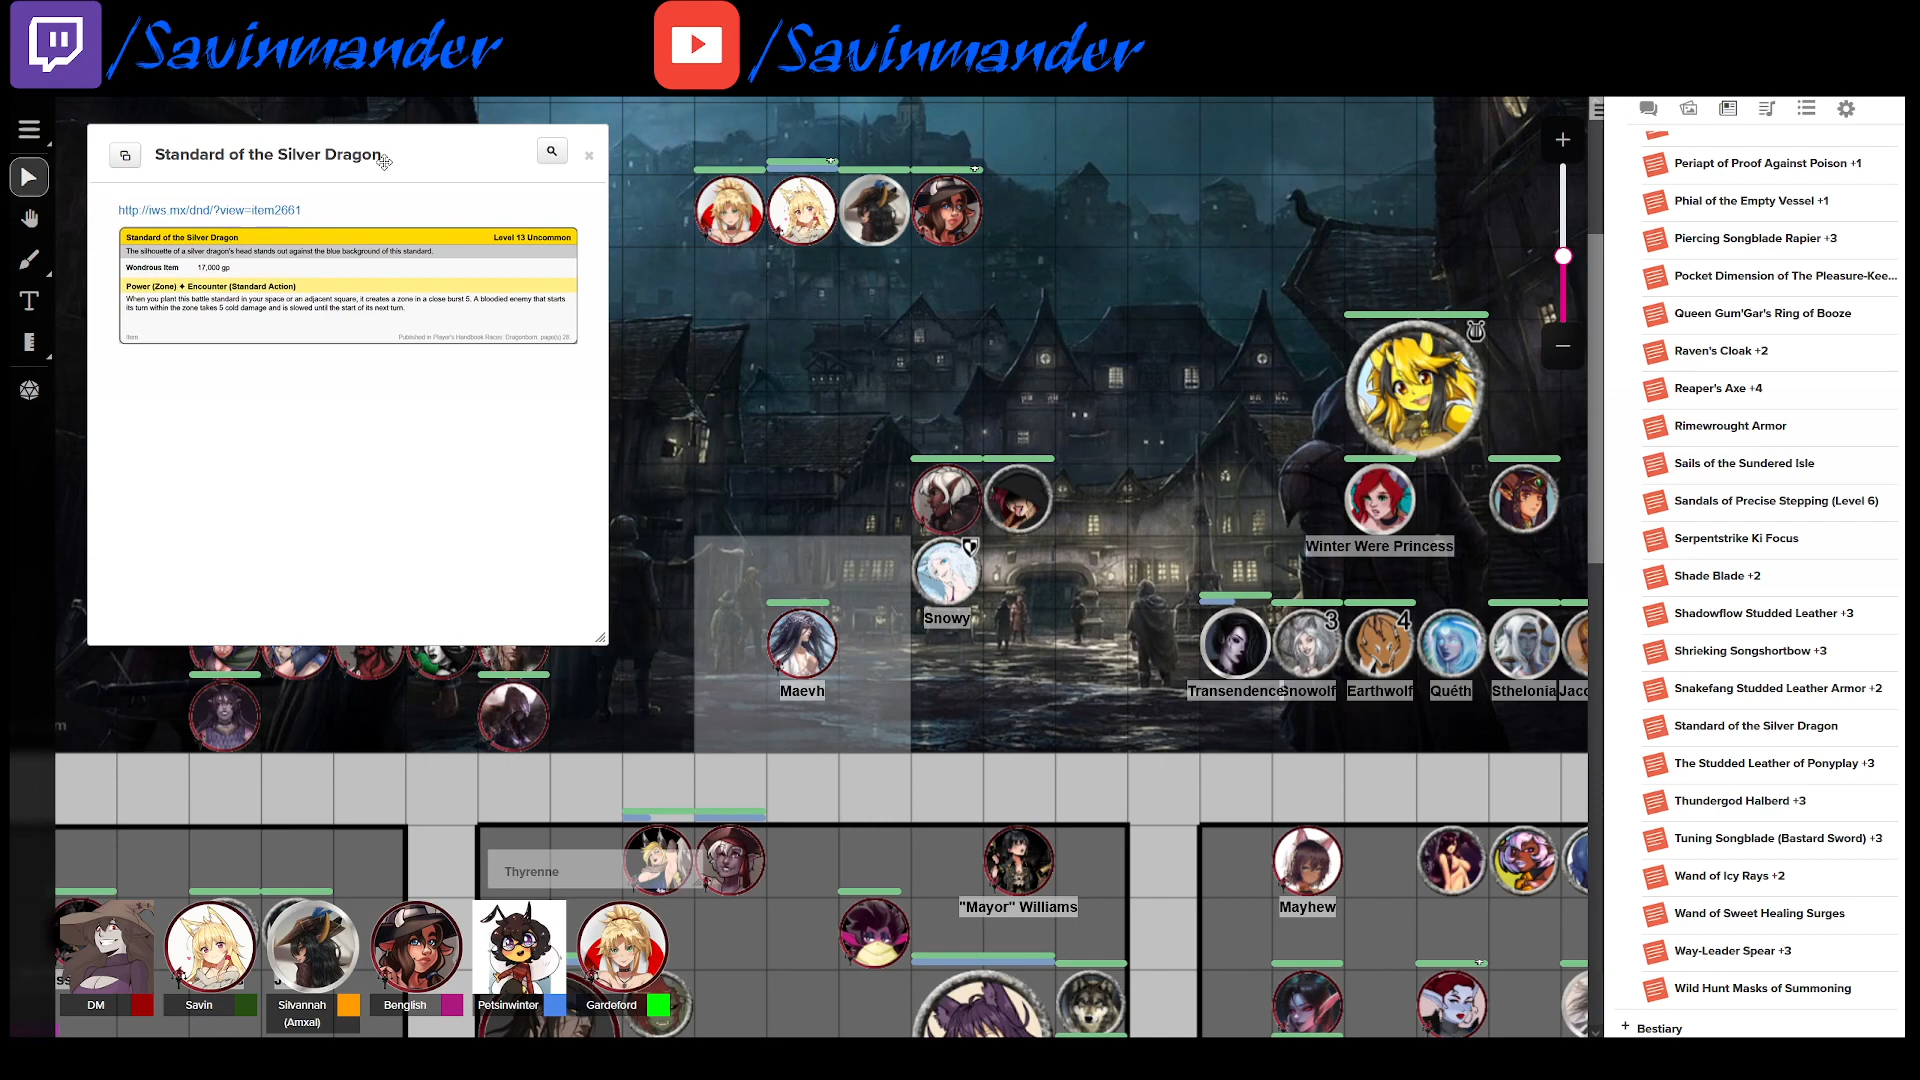 /Savinmander
/Savinmander
Standard of the Silver Dragon
http://iws.mx/dnd/?view=item2661
Standard of the Silver Dragon Level 13 Uncommon
The silhouette of a silver dragon's head stands out against the blue background of this standard.
Wondrous Item 17,000 gp
Power (Zone) ✦ Encounter (Standard Action)
When you plant this battle standard in your space or an adjacent square, it creates a zone in a close burst 5. A bloodied enemy that starts
its turn within the zone takes 5 cold damage and is slowed until the start of its next turn.
Item Published in Player's Handbook Races: Dragonborn, page(s) 28.
Winter Were Princess
Snowy
3
4
Maevh
Transendence
Snowolf
Earthwolf
Quéth
Sthelonia
Jaco
Thyrenne
"Mayor" Williams
Mayhew
DM
Savin
Silvannah
(Amxal)
Benglish
Petsinwinter
Gardeford
Periapt of Proof Against Poison +1
Phial of the Empty Vessel +1
Piercing Songblade Rapier +3
Pocket Dimension of The Pleasure-Kee...
Queen Gum'Gar's Ring of Booze
Raven's Cloak +2
Reaper's Axe +4
Rimewrought Armor
Sails of the Sundered Isle
Sandals of Precise Stepping (Level 6)
Serpentstrike Ki Focus
Shade Blade +2
Shadowflow Studded Leather +3
Shrieking Songshortbow +3
Snakefang Studded Leather Armor +2
Standard of the Silver Dragon
The Studded Leather of Ponyplay +3
Thundergod Halberd +3
Tuning Songblade (Bastard Sword) +3
Wand of Icy Rays +2
Wand of Sweet Healing Surges
Way-Leader Spear +3
Wild Hunt Masks of Summoning
+ Bestiary